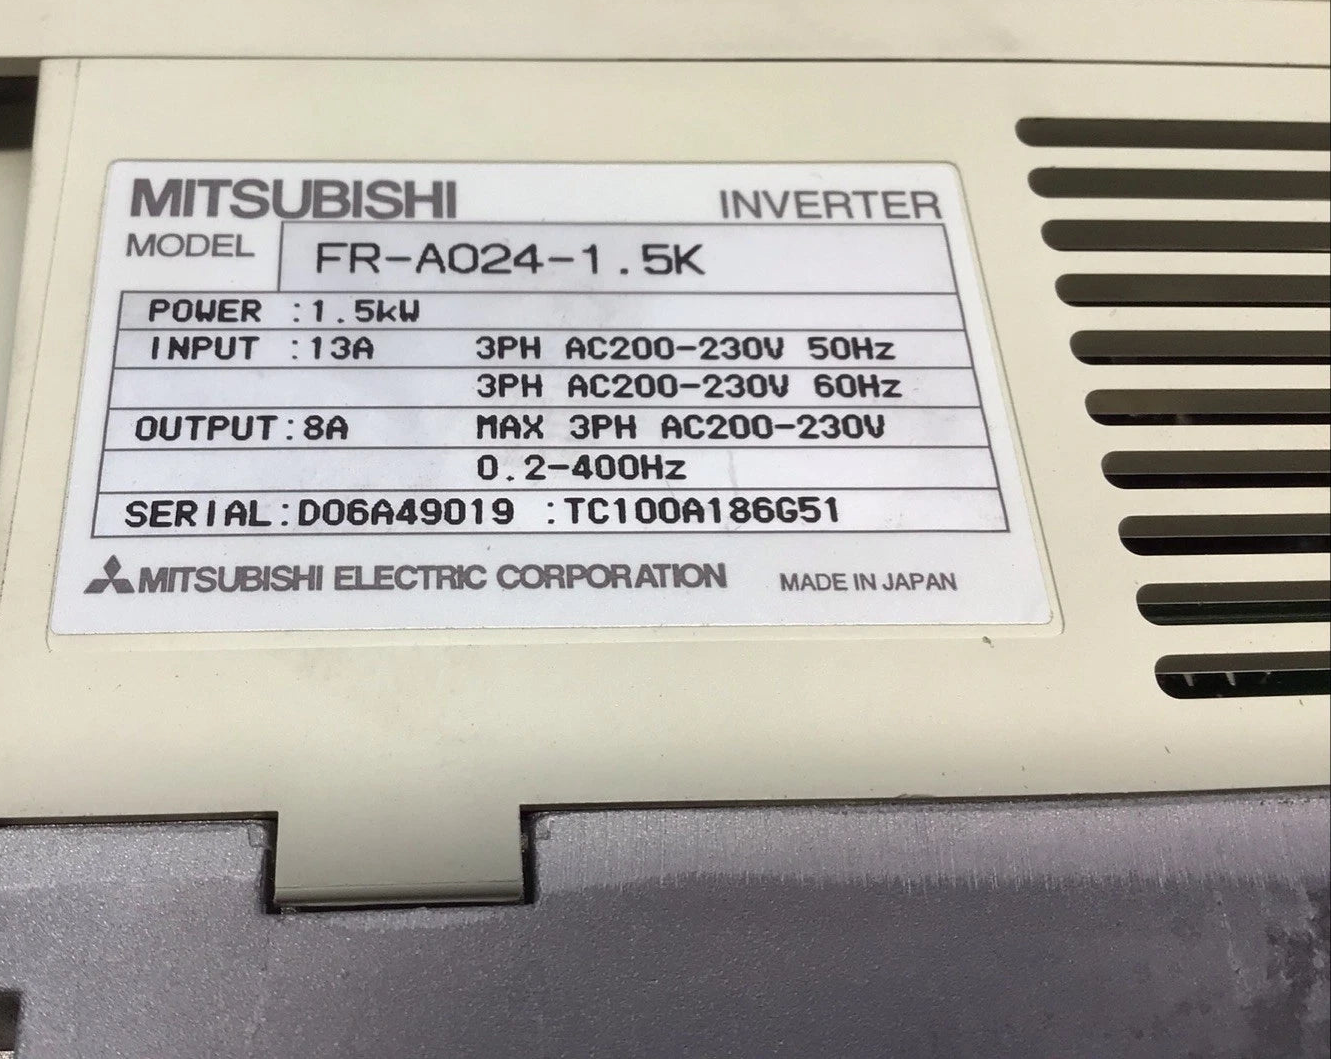 MITSUBISHI INVERTER
MODEL FR-A024-1.5K
POWER :1.5kW
INPUT :13A 3PH AC200-230V 50Hz
3PH AC200-230V 60Hz
OUTPUT:8A MAX 3PH AC200-230V
0.2-400Hz
SERIAL:D06A49019 :TC100A186G51
MITSUBISHI ELECTRIC CORPORATION MADE IN JAPAN